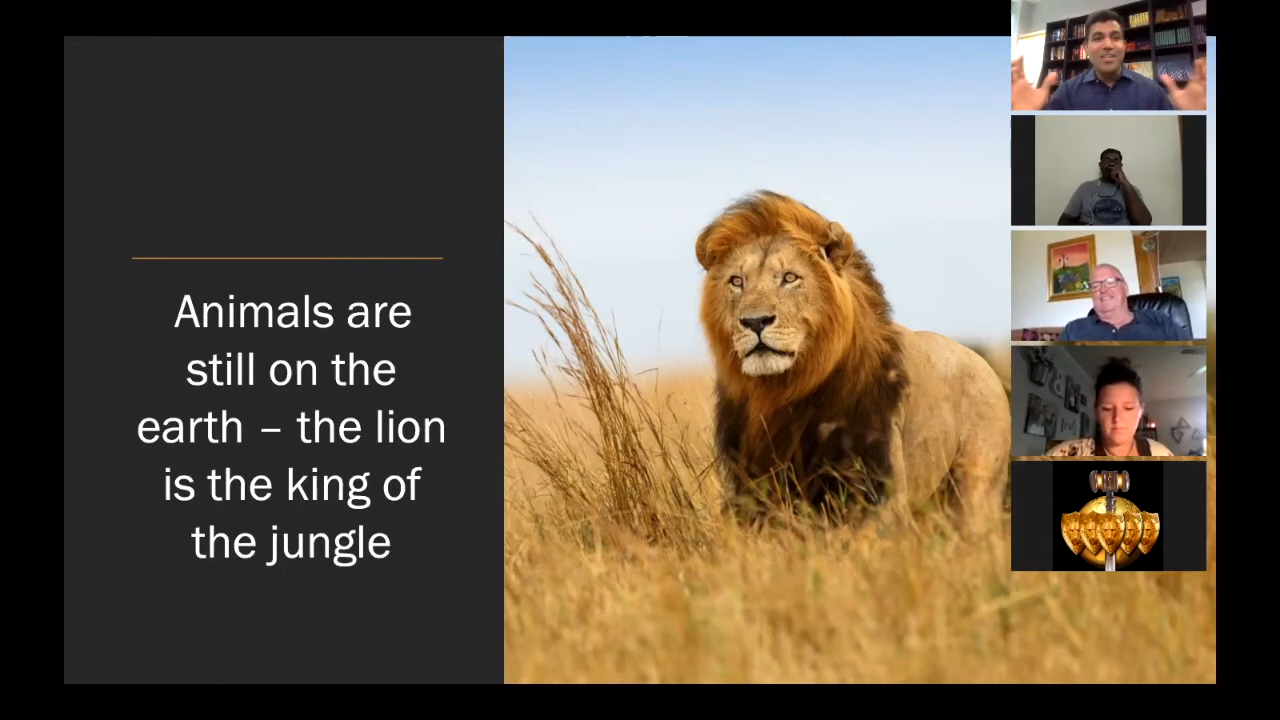 Animals are
still on the
earth – the lion
is the king of
the jungle